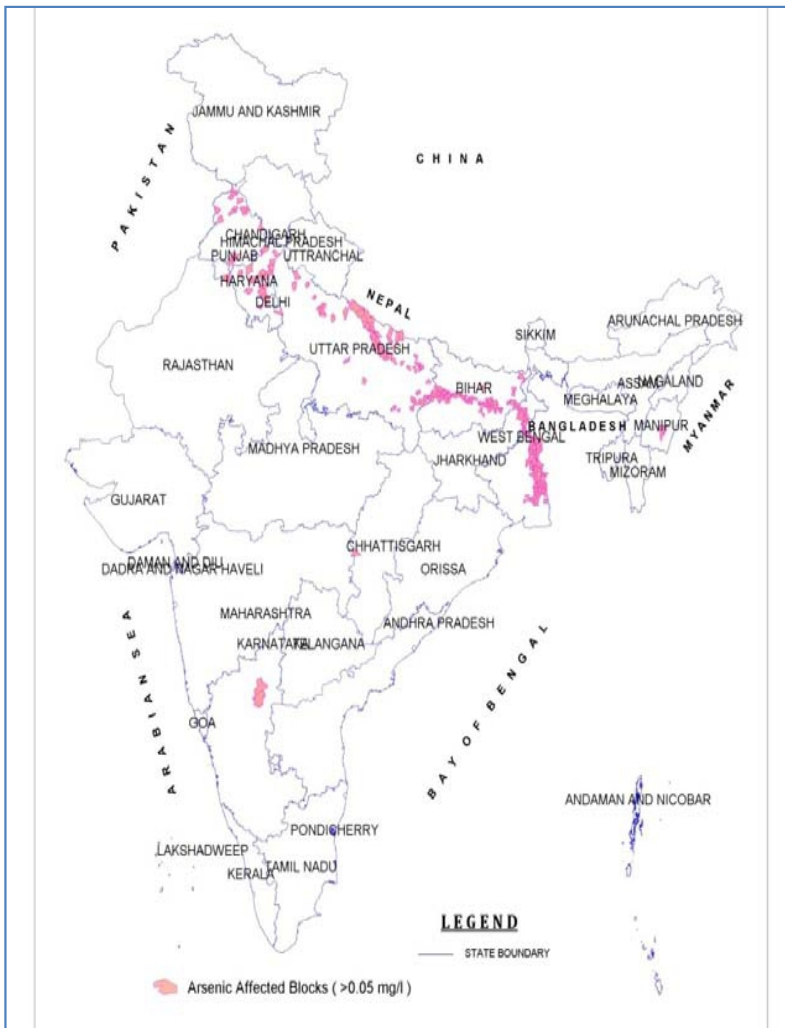 JAMMU AND KASHMIR
CHINA
PAKISTAN
CHANDIGARH
HIMACHAL PRADESH
PUNJAB
UTTRANCHAL
HARYANA
DELHI
NEPAL
ARUNACHAL PRADESH
SIKKIM
UTTAR PRADESH
RAJASTHAN
BIHAR
ASSAM
NAGALAND
MEGHALAYA
BANGLADESH
MANIPUR
MYANMAR
WEST BENGAL
MADHYA PRADESH
JHARKHAND
TRIPURA
MIZORAM
GUJARAT
CHHATTISGARH
DAMAN AND DIU
DADRA AND NAGAR HAVELI
ORISSA
MAHARASHTRA
ANDHRA PRADESH
KARNATAKA
TELANGANA
ARABIAN SEA
BAY OF BENGAL
GOA
ANDAMAN AND NICOBAR
PONDICHERRY
LAKSHADWEEP
TAMIL NADU
KERALA
LEGEND
STATE BOUNDARY
Arsenic Affected Blocks ( >0.05 mg/l )